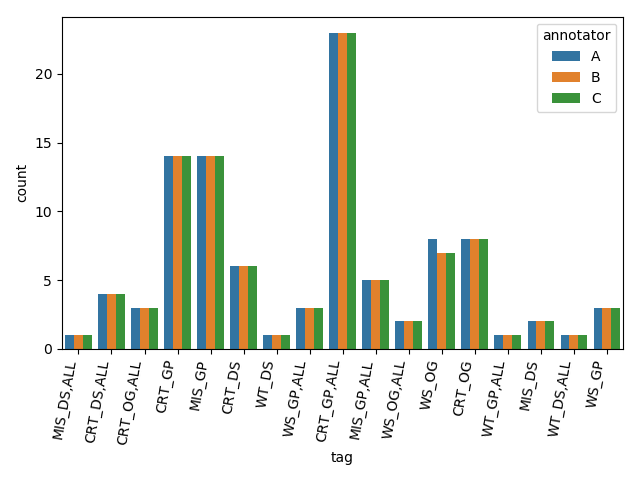 annotator
A
B
C
count
20
15
10
5
0
MIS_DS,ALL
CRT_DS,ALL
CRT_OG,ALL
CRT_GP
MIS_GP
CRT_DS
WT_DS
WS_GP,ALL
CRT_GP,ALL
MIS_GP,ALL
WS_OG,ALL
WS_OG
CRT_OG
WT_GP,ALL
MIS_DS
WT_DS,ALL
WS_GP
tag